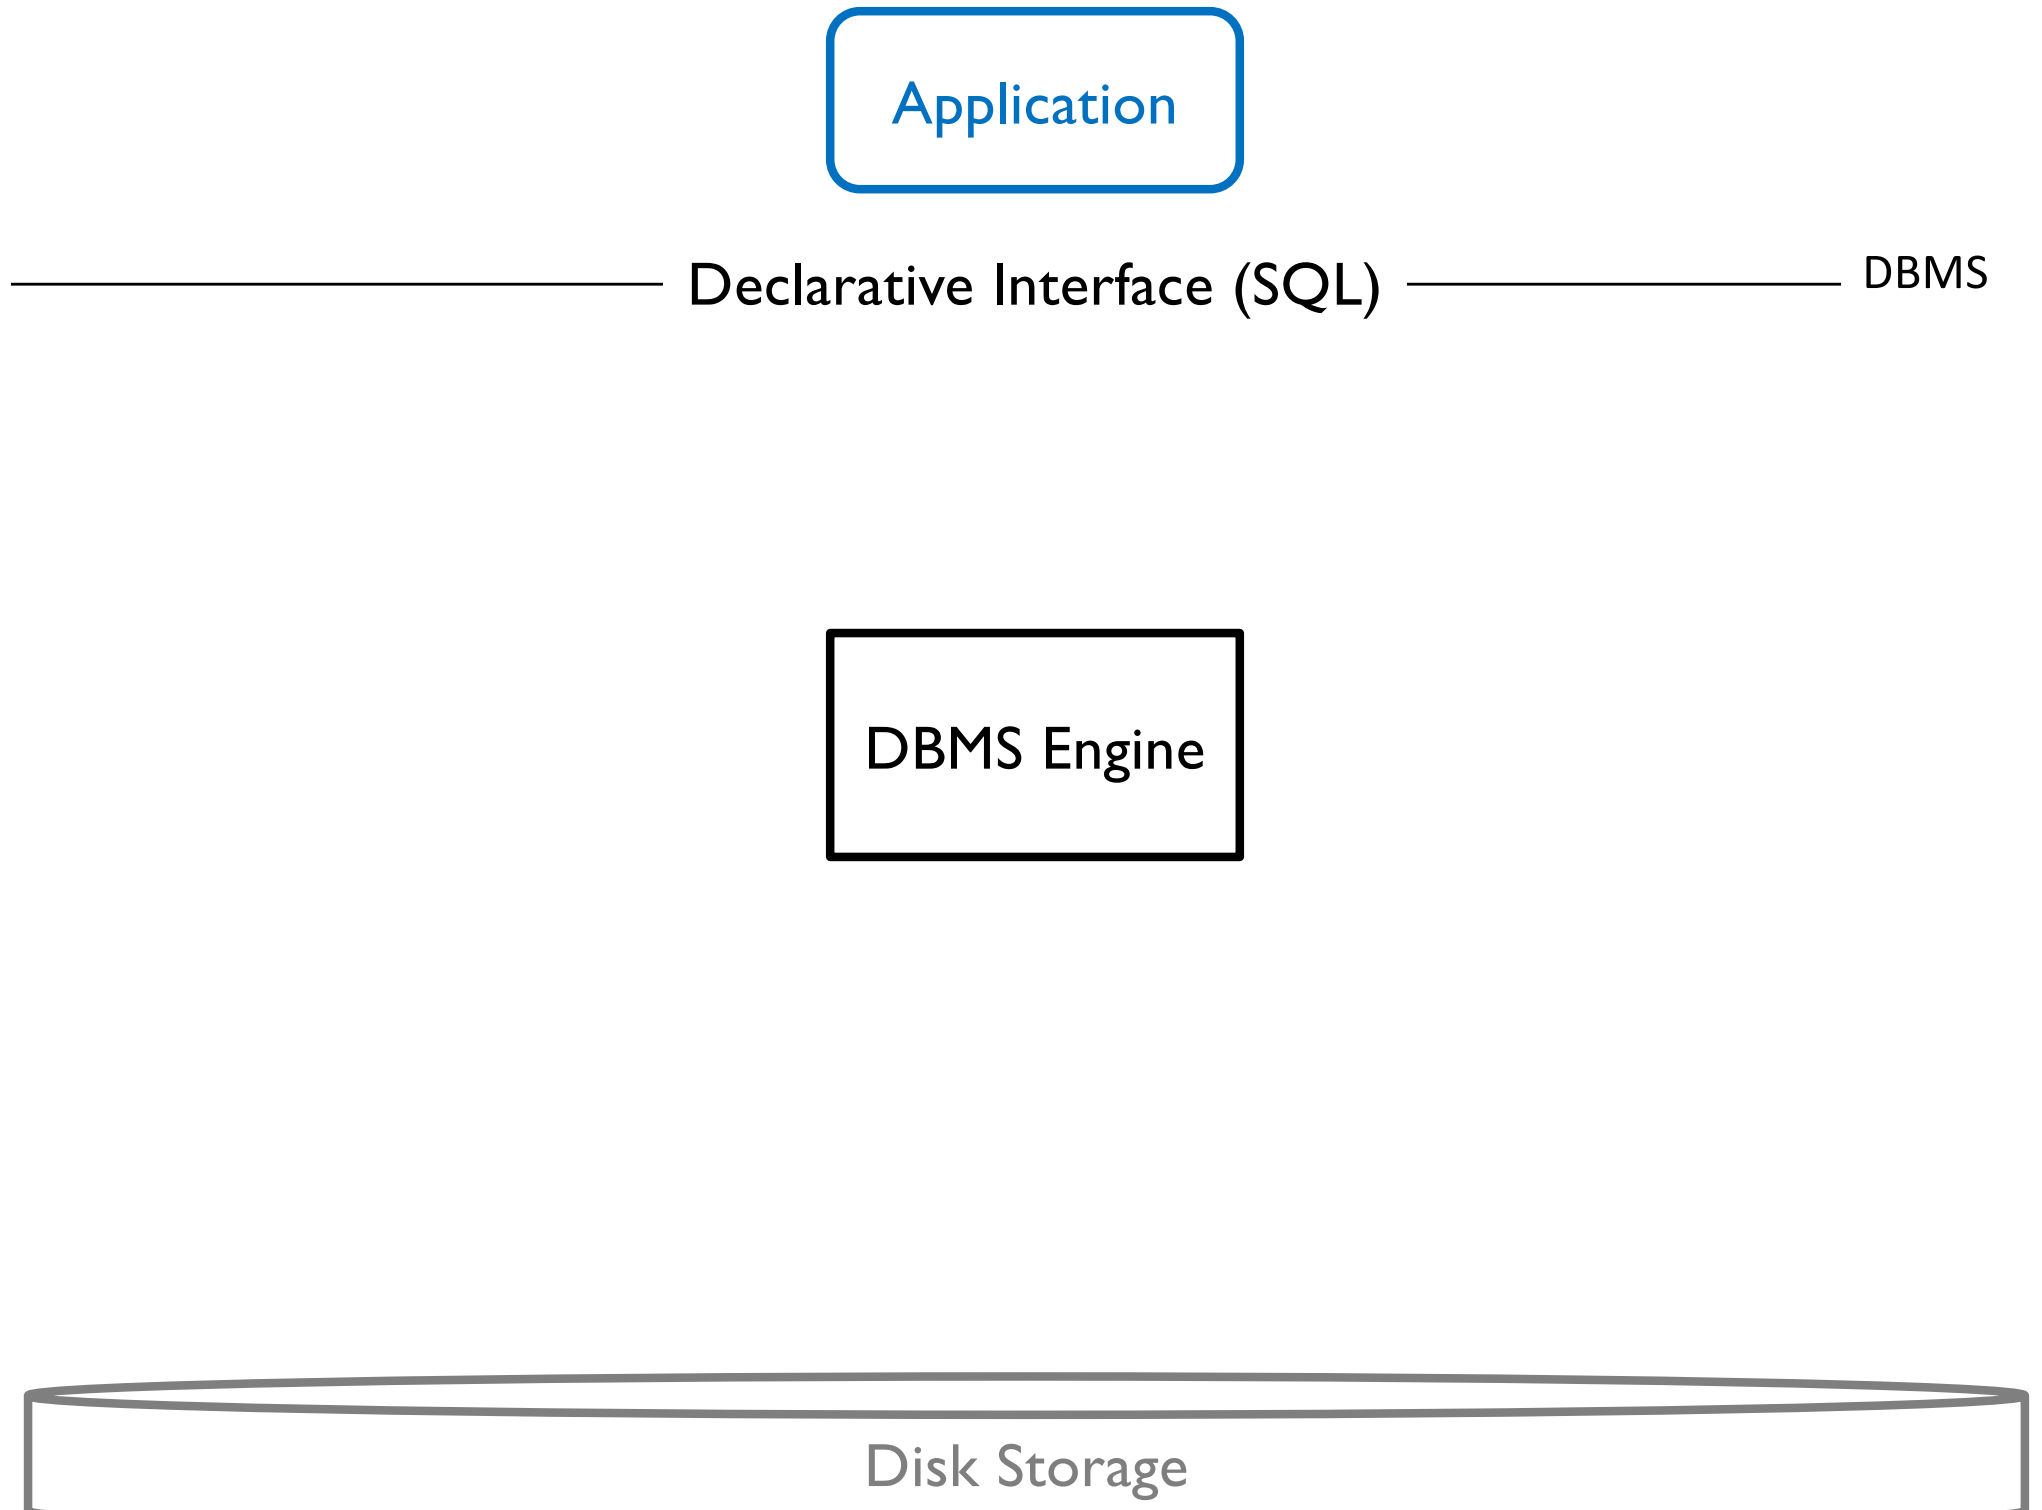 Application
Declarative Interface (SQL)
DBMS
DBMS Engine
Disk Storage